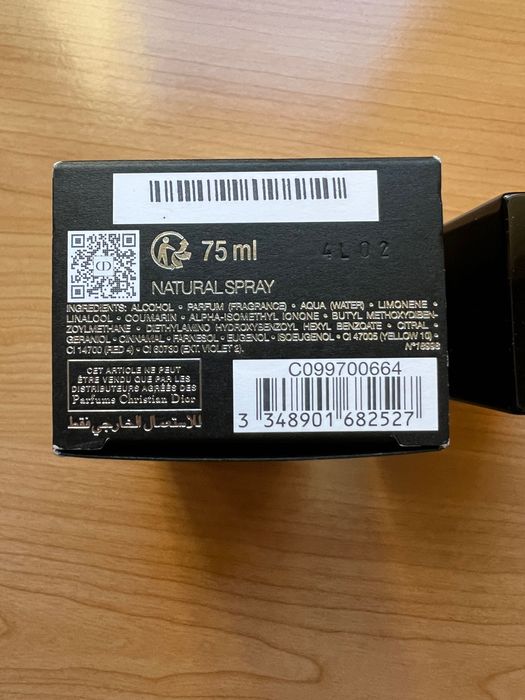 75 ml
4L02
NATURAL SPRAY
INGREDIENTS: ALCOHOL • PARFUM (FRAGRANCE) • AQUA (WATER) • LIMONENE •
LINALOOL • COUMARIN • ALPHA-ISOMETHYL IONONE • BUTYL METHOXYDIBEN-
ZOYLMETHANE • DIETHYLAMINO HYDROXYBENZOYL HEXYL BENZOATE • CITRAL •
GERANIOL • CINNAMAL • FARNESOL • EUGENOL • ISOEUGENOL • CI 47005 (YELLOW 10) •
CI 14700 (RED 4) • CI 60730 (EXT. VIOLET 2).
CET ARTICLE NE PEUT
ÊTRE VENDU QUE PAR LES
DISTRIBUTEURS AGRÉÉS DES
Parfums Christian Dior
للاستعمال الخارجي فقط
C099700664
3 348901 682527